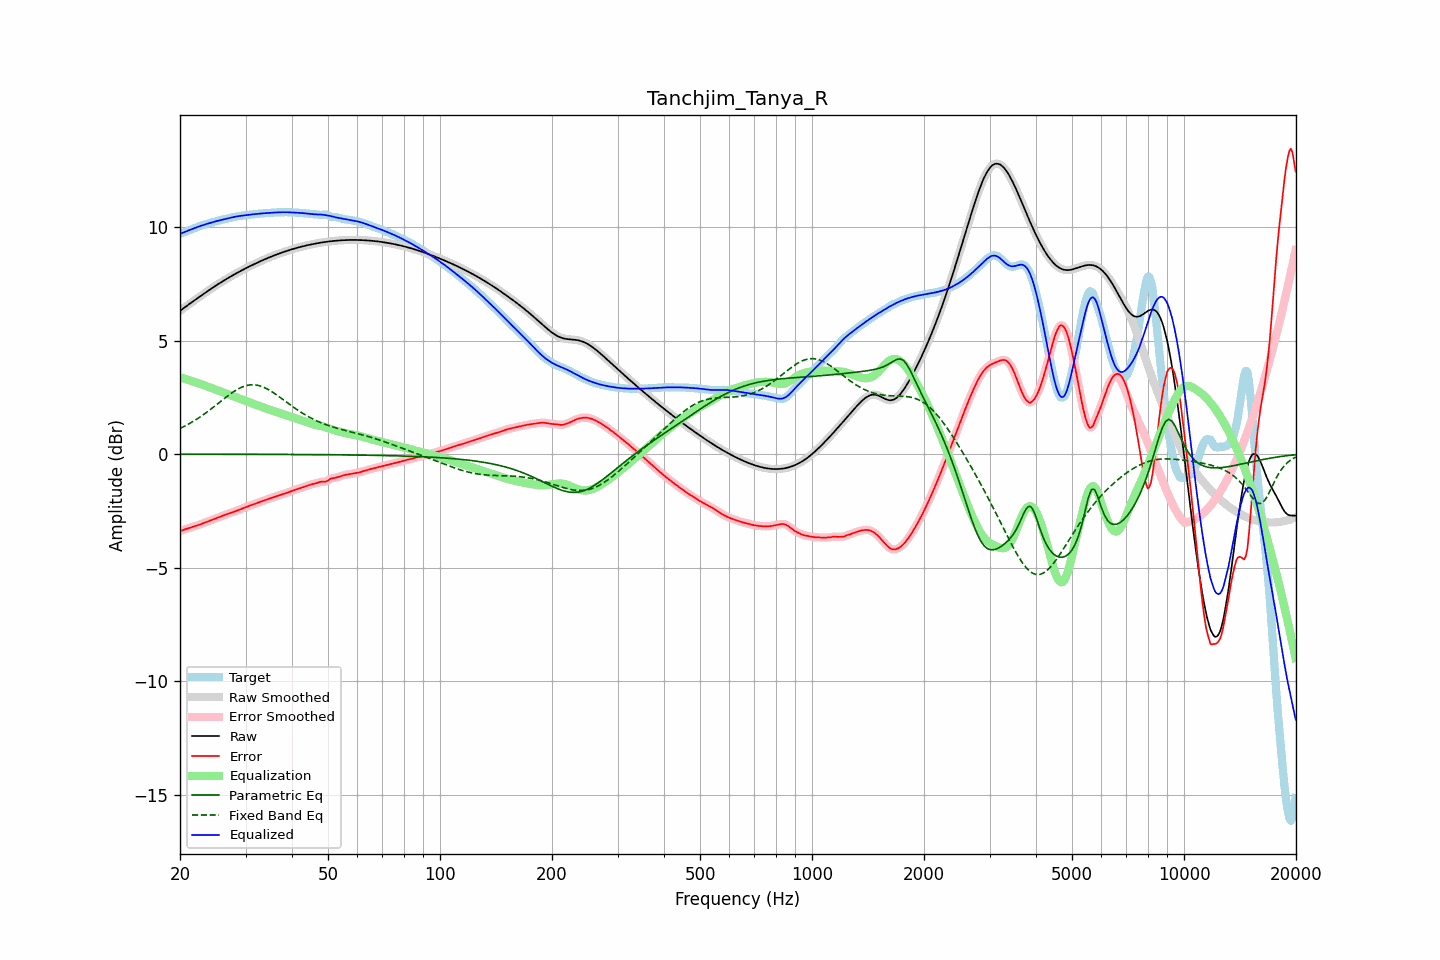 Tanchjim_Tanya_R
Amplitude (dBr)
10
5
0
−5
−10
−15
Target
Raw Smoothed
Error Smoothed
Raw
Error
Equalization
Parametric Eq
Fixed Band Eq
Equalized
20 50 100 200 500 1000 2000 5000 10000 20000
Frequency (Hz)